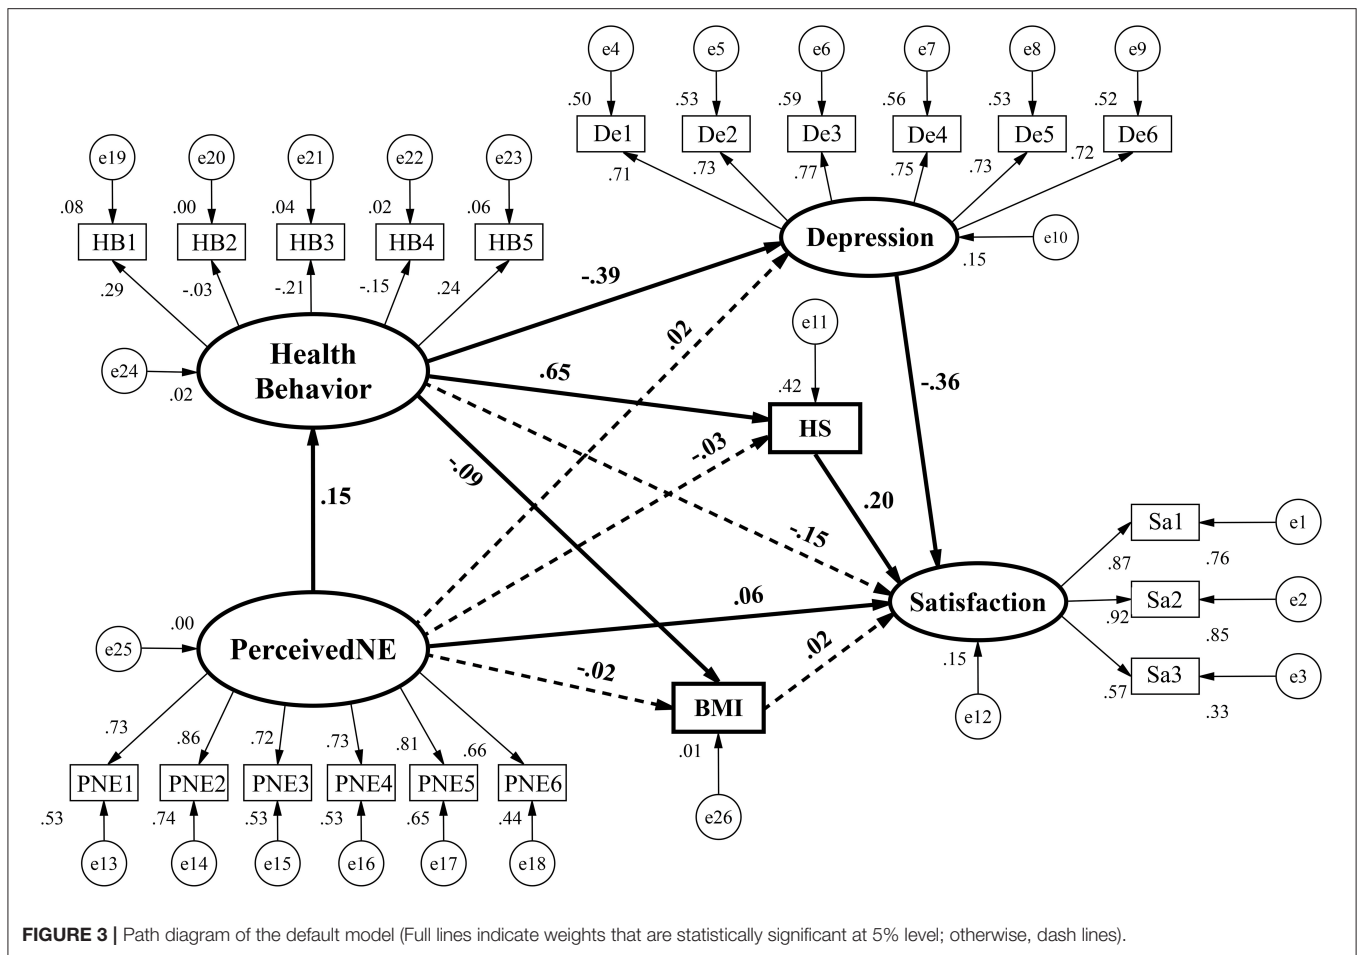 e4 e5 e6 e7 e8 e9
.50 .53 .59 .56 .53 .52
De1 De2 De3 De4 De5 De6
.71 .73 .77 .75 .73 .72
e19 e20 e21 e22 e23
.08 .00 .04 .02 .06
HB1 HB2 HB3 HB4 HB5
.29 -.03 -.21 -.15 .24
Depression
e10
.15
-.39
.02
e11
Health
Behavior
e24
.02
.65
.42
HS
-.36
-.03
-.09
.20
.15
-.15
Sa1 e1
.87 .76
Sa2 e2
.92 .85
Sa3 e3
.57 .33
Satisfaction
.06
.00
e25
PerceivedNE
.02
.15
e12
-.02
BMI
.01
e26
.73 .86 .72 .73 .81 .66
PNE1 PNE2 PNE3 PNE4 PNE5 PNE6
.53 .74 .53 .53 .65 .44
e13 e14 e15 e16 e17 e18
FIGURE 3 | Path diagram of the default model (Full lines indicate weights that are statistically significant at 5% level; otherwise, dash lines).